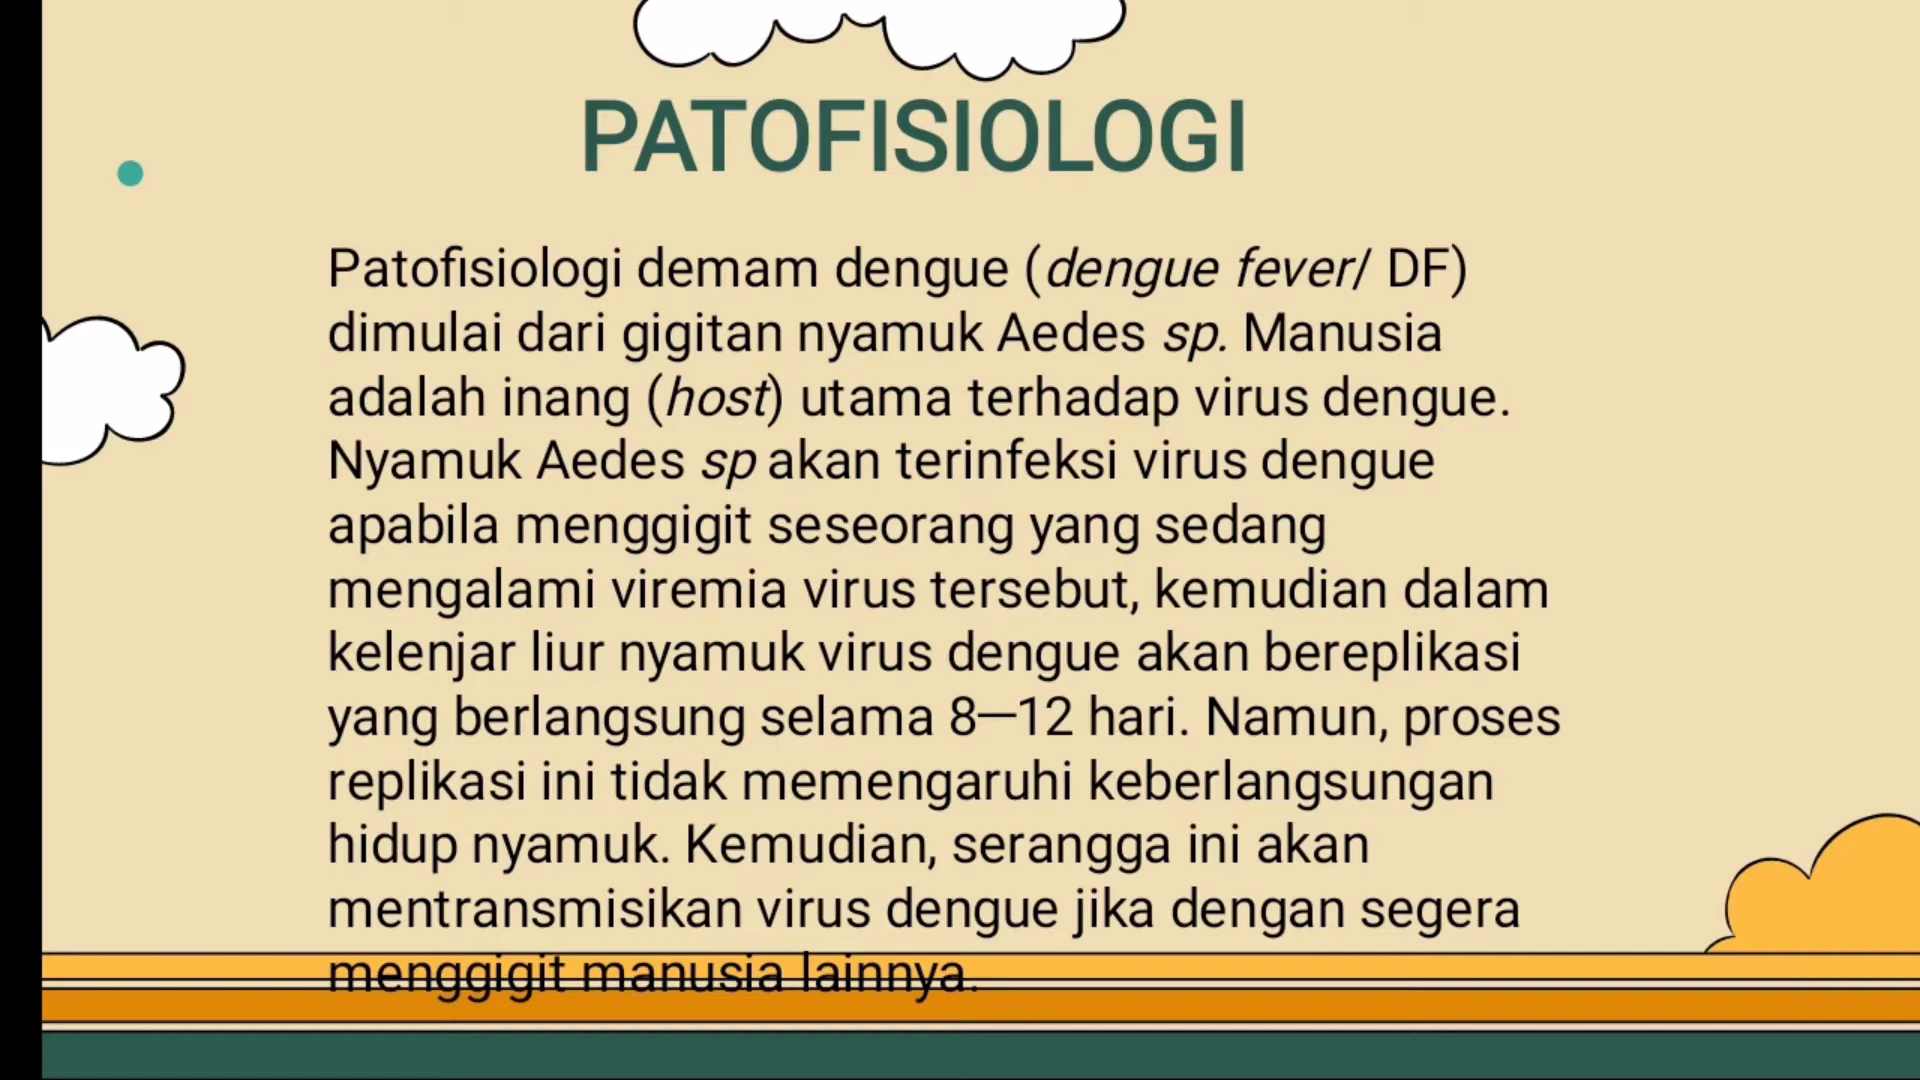 PATOFISIOLOGI
Patofisiologi demam dengue (dengue fever/ DF)
dimulai dari gigitan nyamuk Aedes sp. Manusia
adalah inang (host) utama terhadap virus dengue.
Nyamuk Aedes sp akan terinfeksi virus dengue
apabila menggigit seseorang yang sedang
mengalami viremia virus tersebut, kemudian dalam
kelenjar liur nyamuk virus dengue akan bereplikasi
yang berlangsung selama 8—12 hari. Namun, proses
replikasi ini tidak memengaruhi keberlangsungan
hidup nyamuk. Kemudian, serangga ini akan
mentransmisikan virus dengue jika dengan segera
menggigit manusia lainnya.